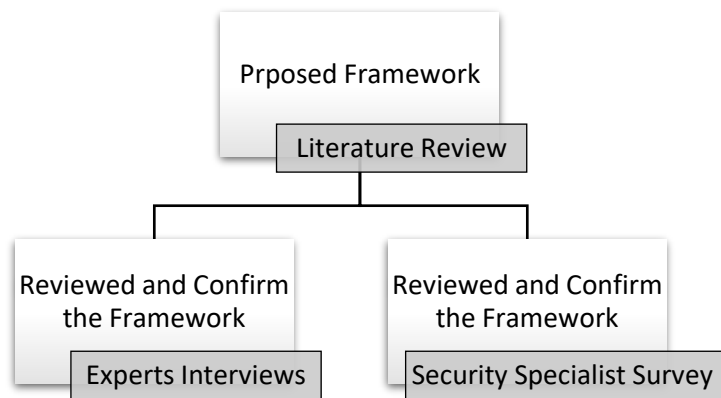 Prposed Framework
Literature Review
Reviewed and Confirm
the Framework
Experts Interviews
Reviewed and Confirm
the Framework
Security Specialist Survey